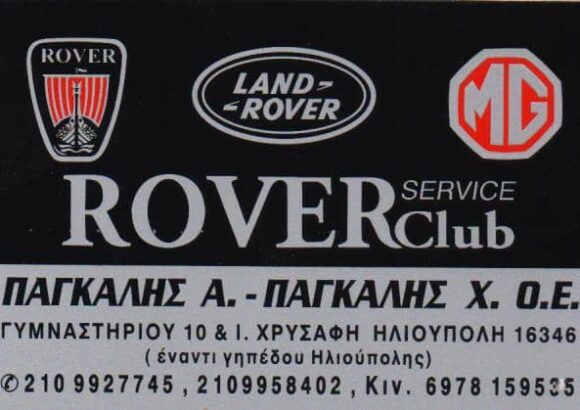 ROVER
LAND ROVER
MG
ROVER SERVICE Club
ΠΑΓΚΑΛΗΣ Α. - ΠΑΓΚΑΛΗΣ Χ. Ο.Ε.
ΓΥΜΝΑΣΤΗΡΙΟΥ 10 & Ι. ΧΡΥΣΑΦΗ ΗΛΙΟΥΠΟΛΗ 16346
( έναντι γηπέδου Ηλιούπολης )
✆ 210 9927745 , 2109958402 , Κιν. 6978 159535